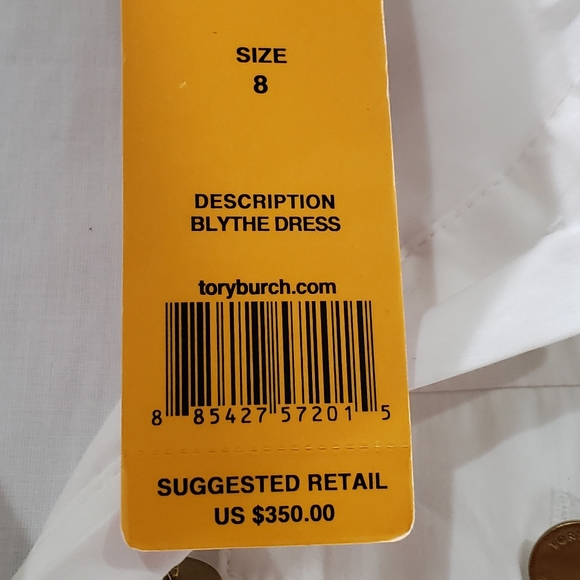 SIZE
8
DESCRIPTION
BLYTHE DRESS
toryburch.com
8 85427 57201 5
SUGGESTED RETAIL
US $350.00